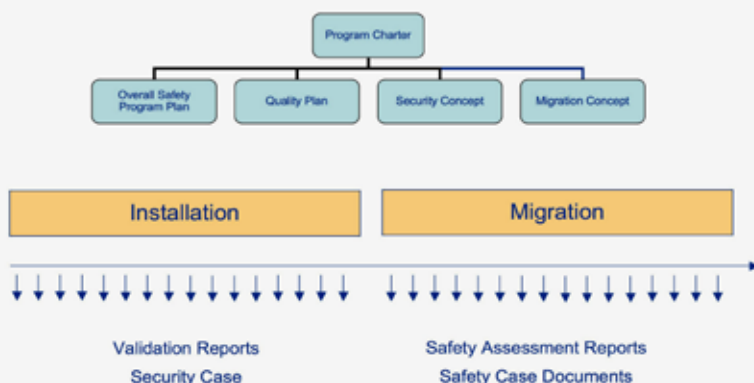 Program Charter
Overall Safety
Program Plan
Quality Plan
Security Concept
Migration Concept
Installation
Migration
Validation Reports
Safety Assessment Reports
Security Case
Safety Case Documents